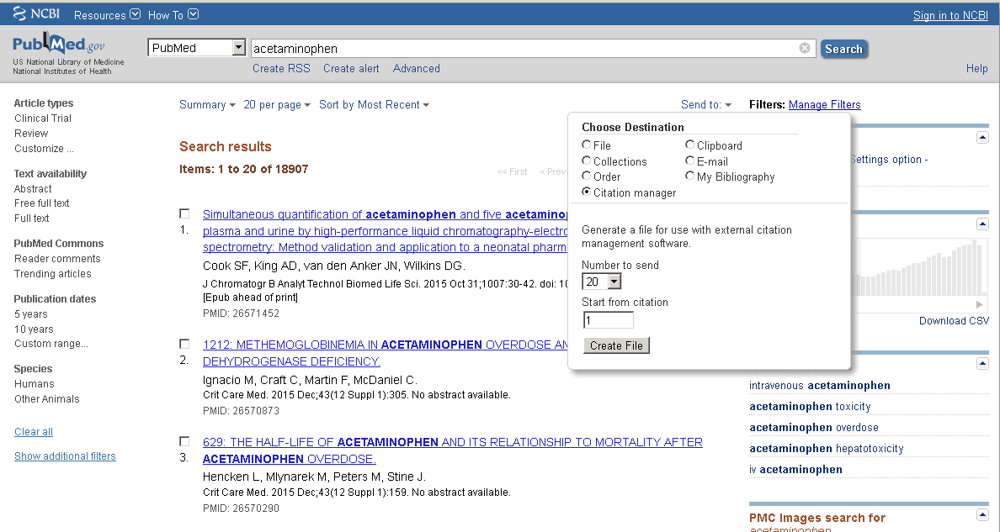 NCBI Resources How To Sign in to NCBI
PubMed.gov
US National Library of Medicine
National Institutes of Health
PubMed acetaminophen Search
Create RSS Create alert Advanced Help
Article types
Clinical Trial
Review
Customize ...
Text availability
Abstract
Free full text
Full text
PubMed Commons
Reader comments
Trending articles
Publication dates
5 years
10 years
Custom range...
Species
Humans
Other Animals
Clear all
Show additional filters
Summary 20 per page Sort by Most Recent Send to: Filters: Manage Filters
Search results
Items: 1 to 20 of 18907
<< First < Prev
1.
Simultaneous quantification of acetaminophen and five acetaminop
plasma and urine by high-performance liquid chromatography-electro
spectrometry: Method validation and application to a neonatal pharm
Cook SF, King AD, van den Anker JN, Wilkins DG.
J Chromatogr B Analyt Technol Biomed Life Sci. 2015 Oct 31;1007:30-42. doi: 10
[Epub ahead of print]
PMID: 26571452
2.
1212: METHEMOGLOBINEMIA IN ACETAMINOPHEN OVERDOSE AN
DEHYDROGENASE DEFICIENCY.
Ignacio M, Craft C, Martin F, McDaniel C.
Crit Care Med. 2015 Dec;43(12 Suppl 1):305. No abstract available.
PMID: 26570873
3.
629: THE HALF-LIFE OF ACETAMINOPHEN AND ITS RELATIONSHIP TO MORTALITY AFTER
ACETAMINOPHEN OVERDOSE.
Hencken L, Mlynarek M, Peters M, Stine J.
Crit Care Med. 2015 Dec;43(12 Suppl 1):159. No abstract available.
PMID: 26570290
Choose Destination
File Clipboard
Collections E-mail
Order My Bibliography
Citation manager
Generate a file for use with external citation
management software.
Number to send
20
Start from citation
1
Create File
Settings option -
Download CSV
intravenous acetaminophen
acetaminophen toxicity
acetaminophen overdose
acetaminophen hepatotoxicity
iv acetaminophen
PMC Images search for
acetaminophen